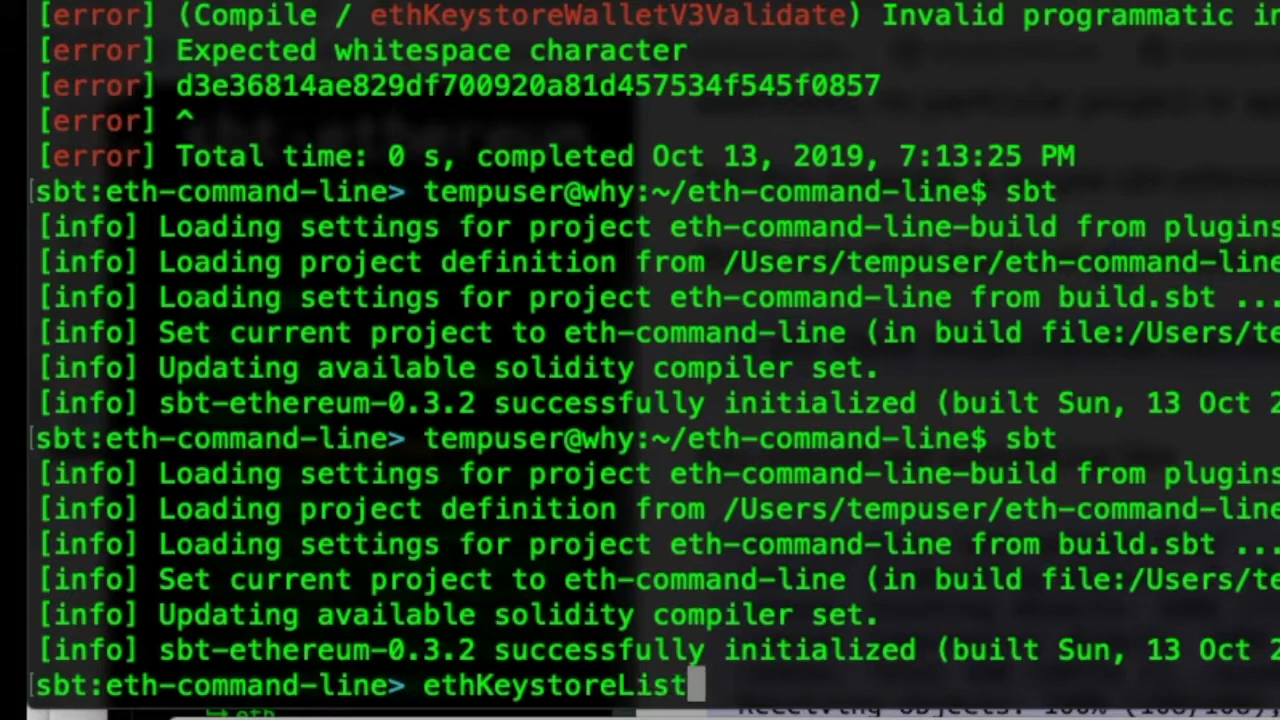 [error] (Compile / ethKeystoreWalletV3Validate) Invalid programmatic
[error] Expected whitespace character
[error] d3e36814ae829df700920a81d457534f545f0857
[error] ^
[error] Total time: 0 s, completed Oct 13, 2019, 7:13:25 PM
[sbt:eth-command-line> tempuser@why:~/eth-command-line$ sbt
[info] Loading settings for project eth-command-line-build from plugins
[info] Loading project definition from /Users/tempuser/eth-command-line
[info] Loading settings for project eth-command-line from build.sbt ...
[info] Set current project to eth-command-line (in build file:/Users/te
[info] Updating available solidity compiler set.
[info] sbt-ethereum-0.3.2 successfully initialized (built Sun, 13 Oct 2
[sbt:eth-command-line> tempuser@why:~/eth-command-line$ sbt
[info] Loading settings for project eth-command-line-build from plugins
[info] Loading project definition from /Users/tempuser/eth-command-line
[info] Loading settings for project eth-command-line from build.sbt ...
[info] Set current project to eth-command-line (in build file:/Users/te
[info] Updating available solidity compiler set.
[info] sbt-ethereum-0.3.2 successfully initialized (built Sun, 13 Oct 2
[sbt:eth-command-line> ethKeystoreList